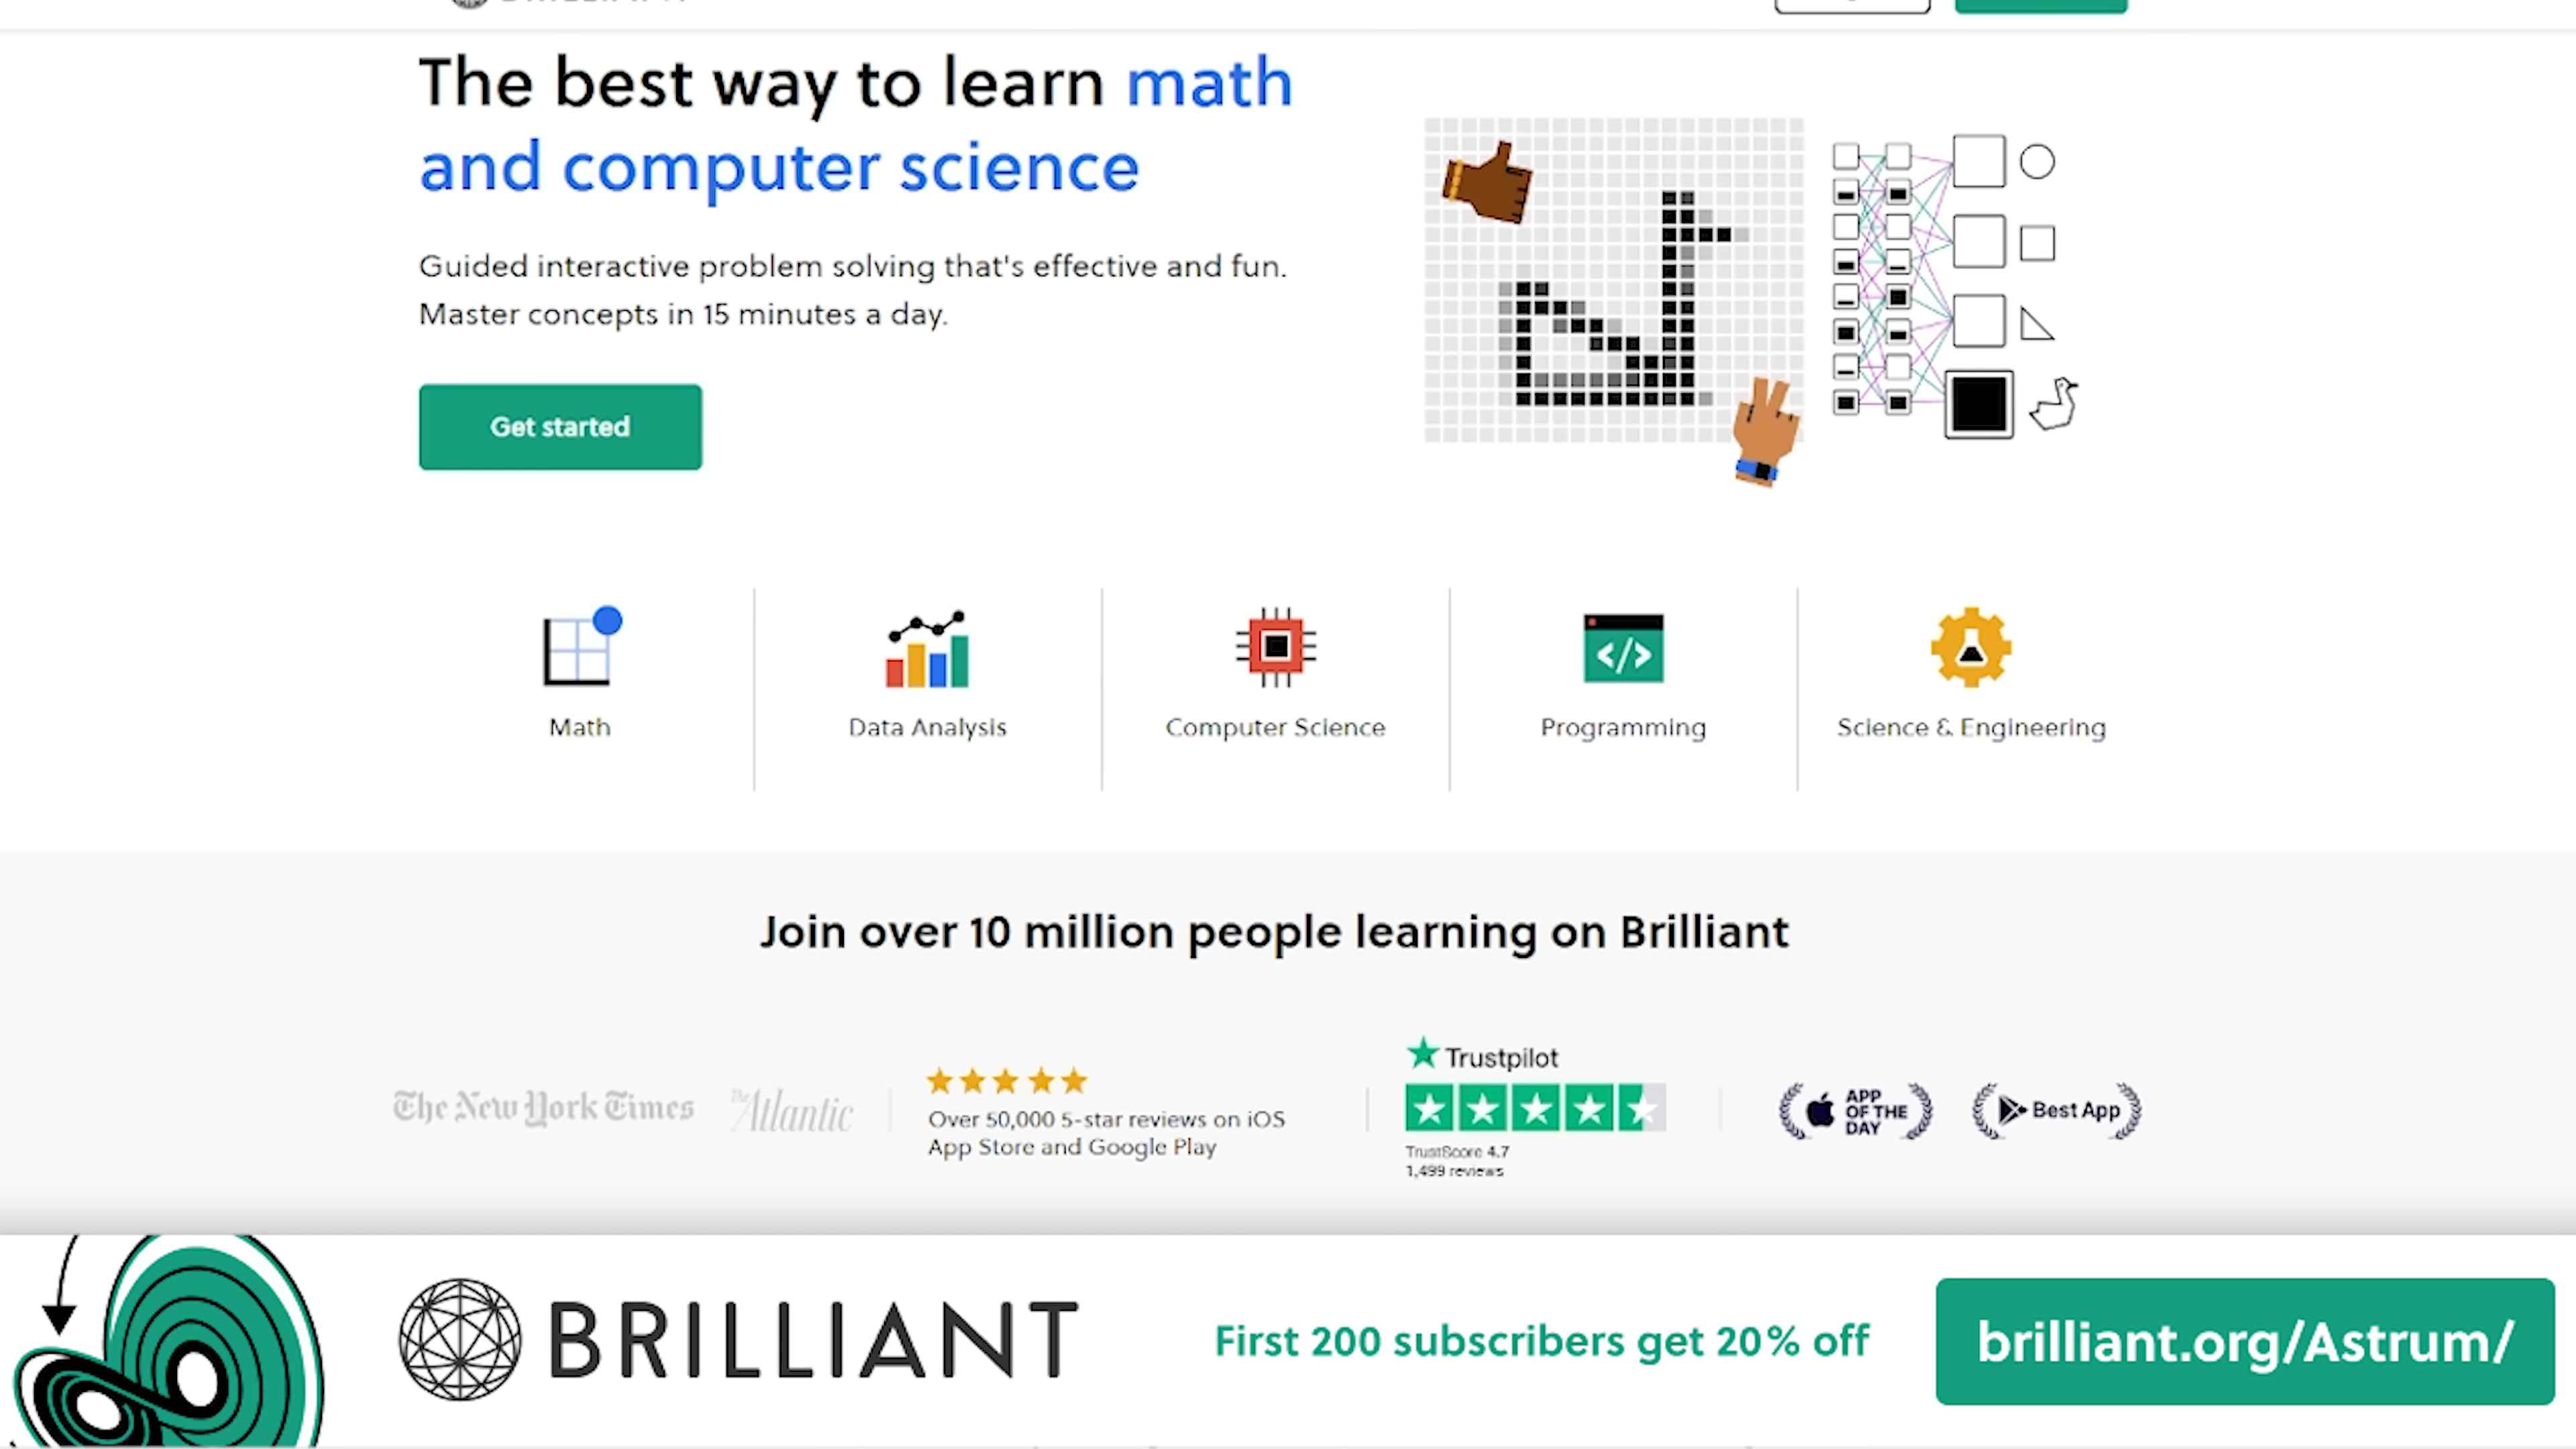 The best way to learn math
and computer science
Guided interactive problem solving that's effective and fun.
Master concepts in 15 minutes a day.
Get started
Math
Data Analysis
Computer Science
Programming
Science & Engineering
Join over 10 million people learning on Brilliant
The New York Times
The Atlantic
Over 50,000 5-star reviews on iOS
App Store and Google Play
Trustpilot
TrustScore 4.7
1,499 reviews
APP
OF THE
DAY
Best App
BRILLIANT
First 200 subscribers get 20% off
brilliant.org/Astrum/